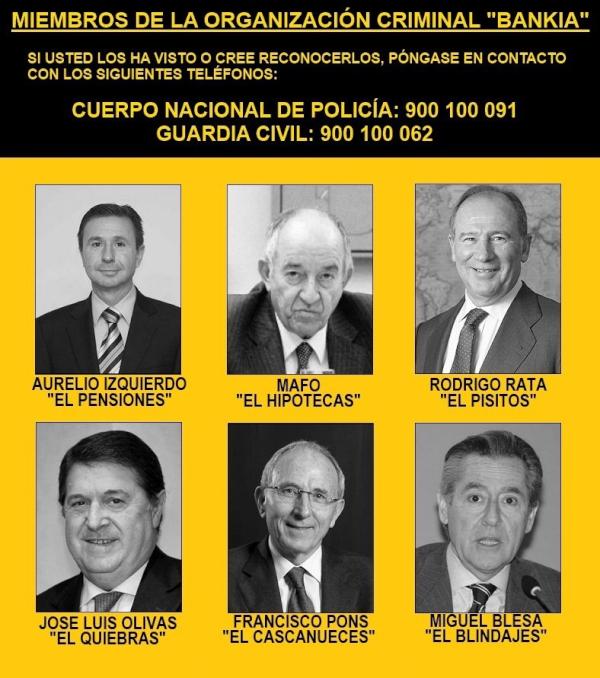 MIEMBROS DE LA ORGANIZACIÓN CRIMINAL "BANKIA"
SI USTED LOS HA VISTO O CREE RECONOCERLOS, PÓNGASE EN CONTACTO
CON LOS SIGUIENTES TELÉFONOS:
CUERPO NACIONAL DE POLICÍA: 900 100 091
GUARDIA CIVIL: 900 100 062
AURELIO IZQUIERDO
"EL PENSIONES"
MAFO
"EL HIPOTECAS"
RODRIGO RATA
"EL PISITOS"
JOSE LUIS OLIVAS
"EL QUIEBRAS"
FRANCISCO PONS
"EL CASCANUECES"
MIGUEL BLESA
"EL BLINDAJES"